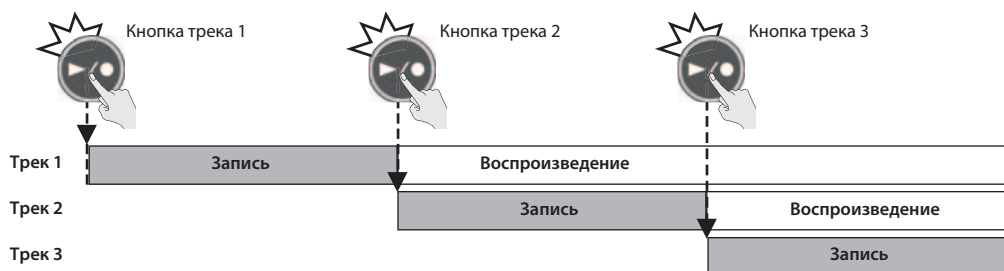 Кнопка трека 1 Кнопка трека 2 Кнопка трека 3
Трек 1 Запись Воспроизведение
Трек 2 Запись Воспроизведение
Трек 3 Запись